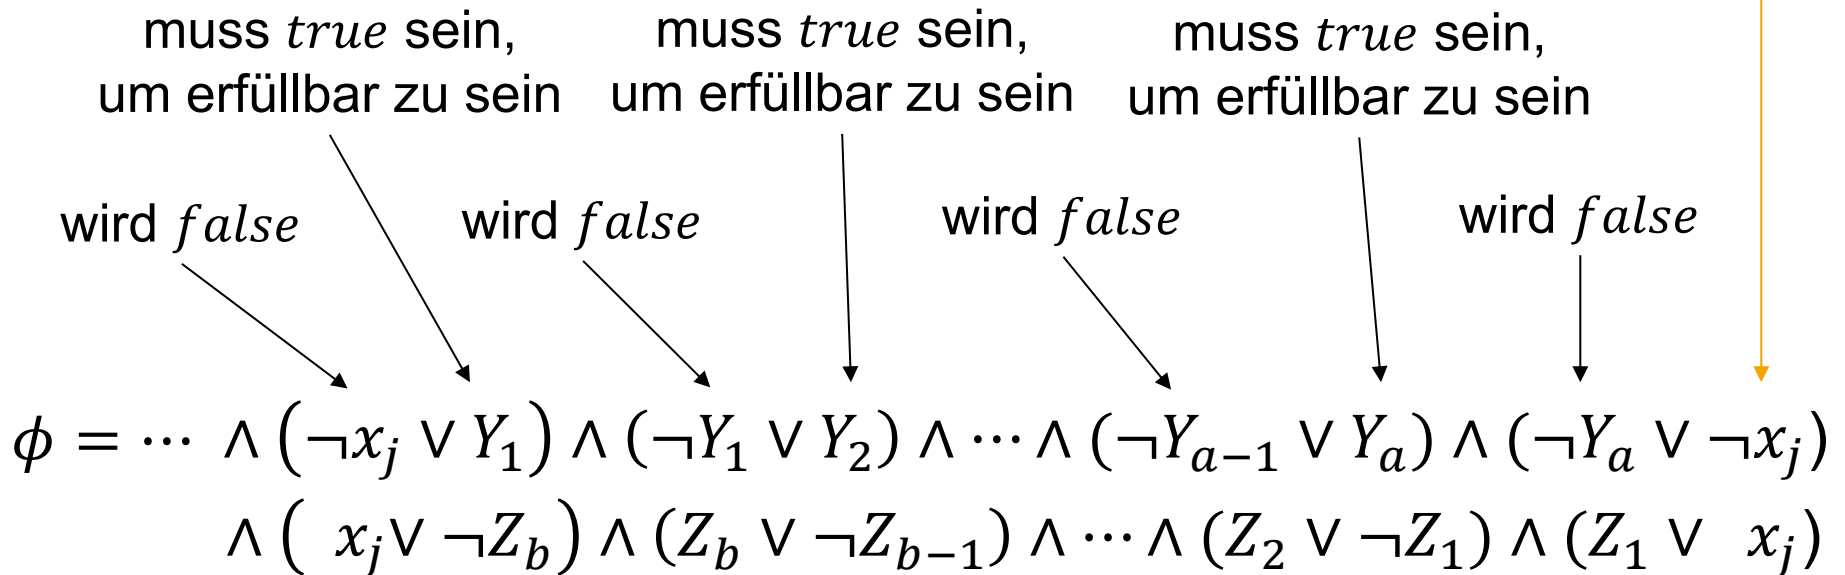 muss true sein, muss true sein, muss true sein,
um erfüllbar zu sein um erfüllbar zu sein um erfüllbar zu sein
wird false wird false wird false wird false
ϕ = ⋯ ∧ (¬x_j ∨ Y_1) ∧ (¬Y_1 ∨ Y_2) ∧ ⋯ ∧ (¬Y_{a−1} ∨ Y_a) ∧ (¬Y_a ∨ ¬x_j)
∧ ( x_j ∨ ¬Z_b) ∧ (Z_b ∨ ¬Z_{b−1}) ∧ ⋯ ∧ (Z_2 ∨ ¬Z_1) ∧ (Z_1 ∨ x_j)